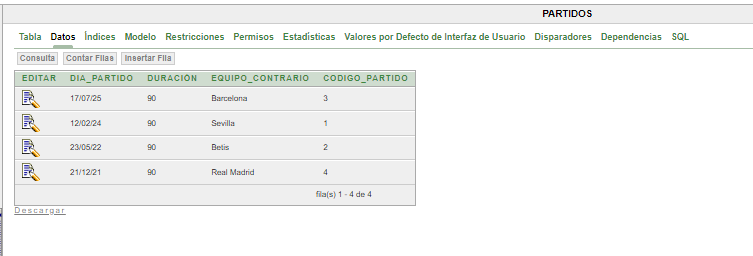 PARTIDOS
Tabla Datos Índices Modelo Restricciones Permisos Estadísticas Valores por Defecto de Interfaz de Usuario Disparadores Dependencias SQL
Consulta Contar Filas Insertar Fila
EDITAR DIA_PARTIDO DURACIÓN EQUIPO_CONTRARIO CODIGO_PARTIDO
17/07/25 90 Barcelona 3
12/02/24 90 Sevilla 1
23/05/22 90 Betis 2
21/12/21 90 Real Madrid 4
fila(s) 1 - 4 de 4
Descargar